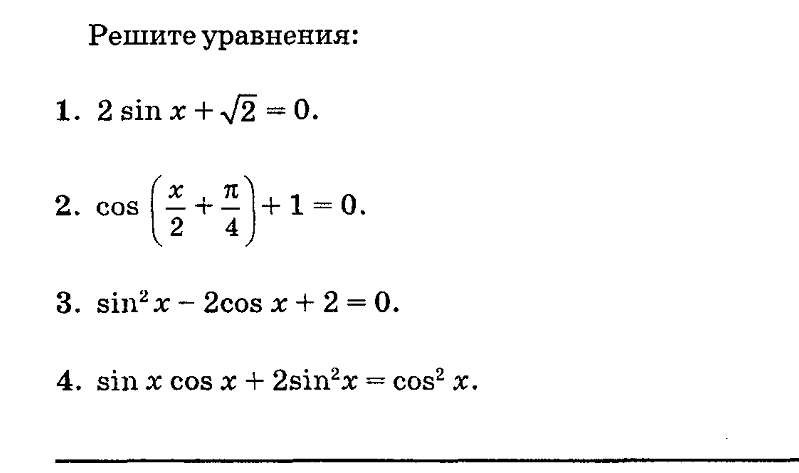 Решите уравнения:
1. 2 sin x + √2 = 0.
2. cos (x/2 + π/4) + 1 = 0.
3. sin² x − 2cos x + 2 = 0.
4. sin x cos x + 2sin²x = cos² x.